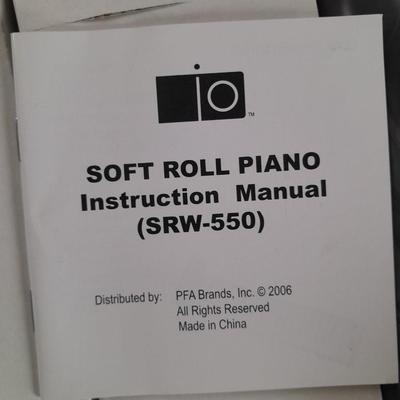 io™
SOFT ROLL PIANO
Instruction Manual
(SRW-550)
Distributed by: PFA Brands, Inc. © 2006
All Rights Reserved
Made in China